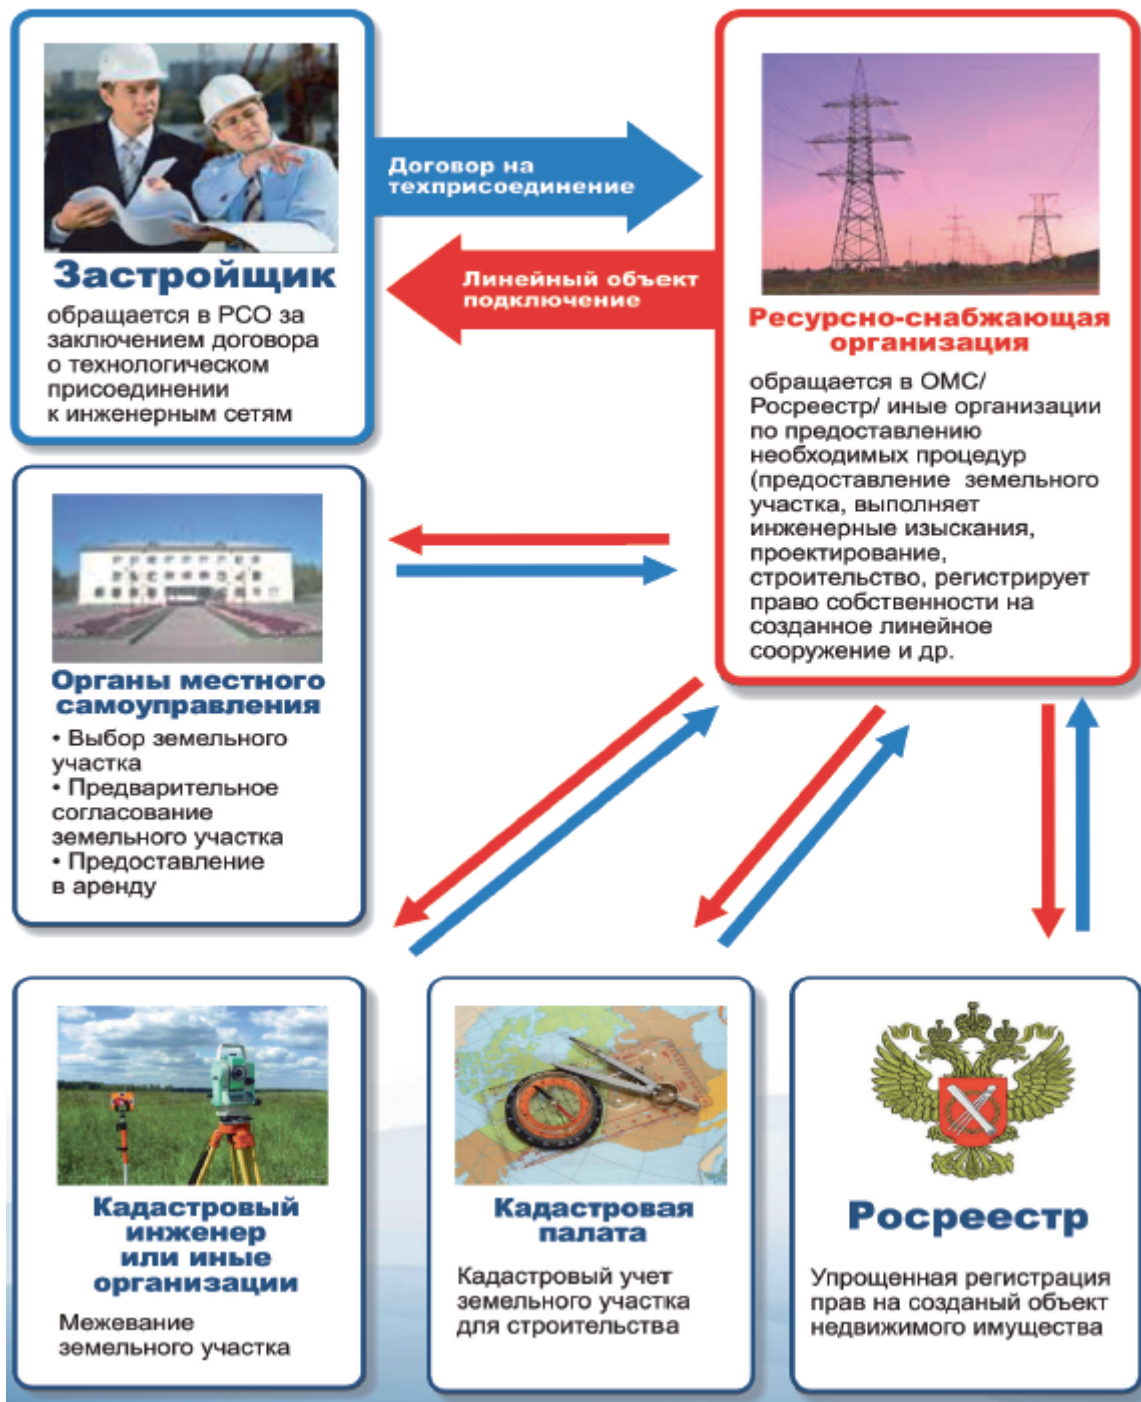 Застройщик
обращается в РСО за
заключением договора
о технологическом
присоединении
к инженерным сетям
Договор на
техприсоединение
Линейный объект
подключение
Ресурсно-снабжающая
организация
обращается в ОМС/
Росреестр/ иные организации
по предоставлению
необходимых процедур
(предоставление земельного
участка, выполняет
инженерные изыскания,
проектирование,
строительство, регистрирует
право собственности на
созданное линейное
сооружение и др.
Органы местного
самоуправления
• Выбор земельного
участка
• Предварительное
согласование
земельного участка
• Предоставление
в аренду
Кадастровый
инженер
или иные
организации
Межевание
земельного участка
Кадастровая
палата
Кадастровый учет
земельного участка
для строительства
Росреестр
Упрощенная регистрация
прав на созданый объект
недвижимого имущества